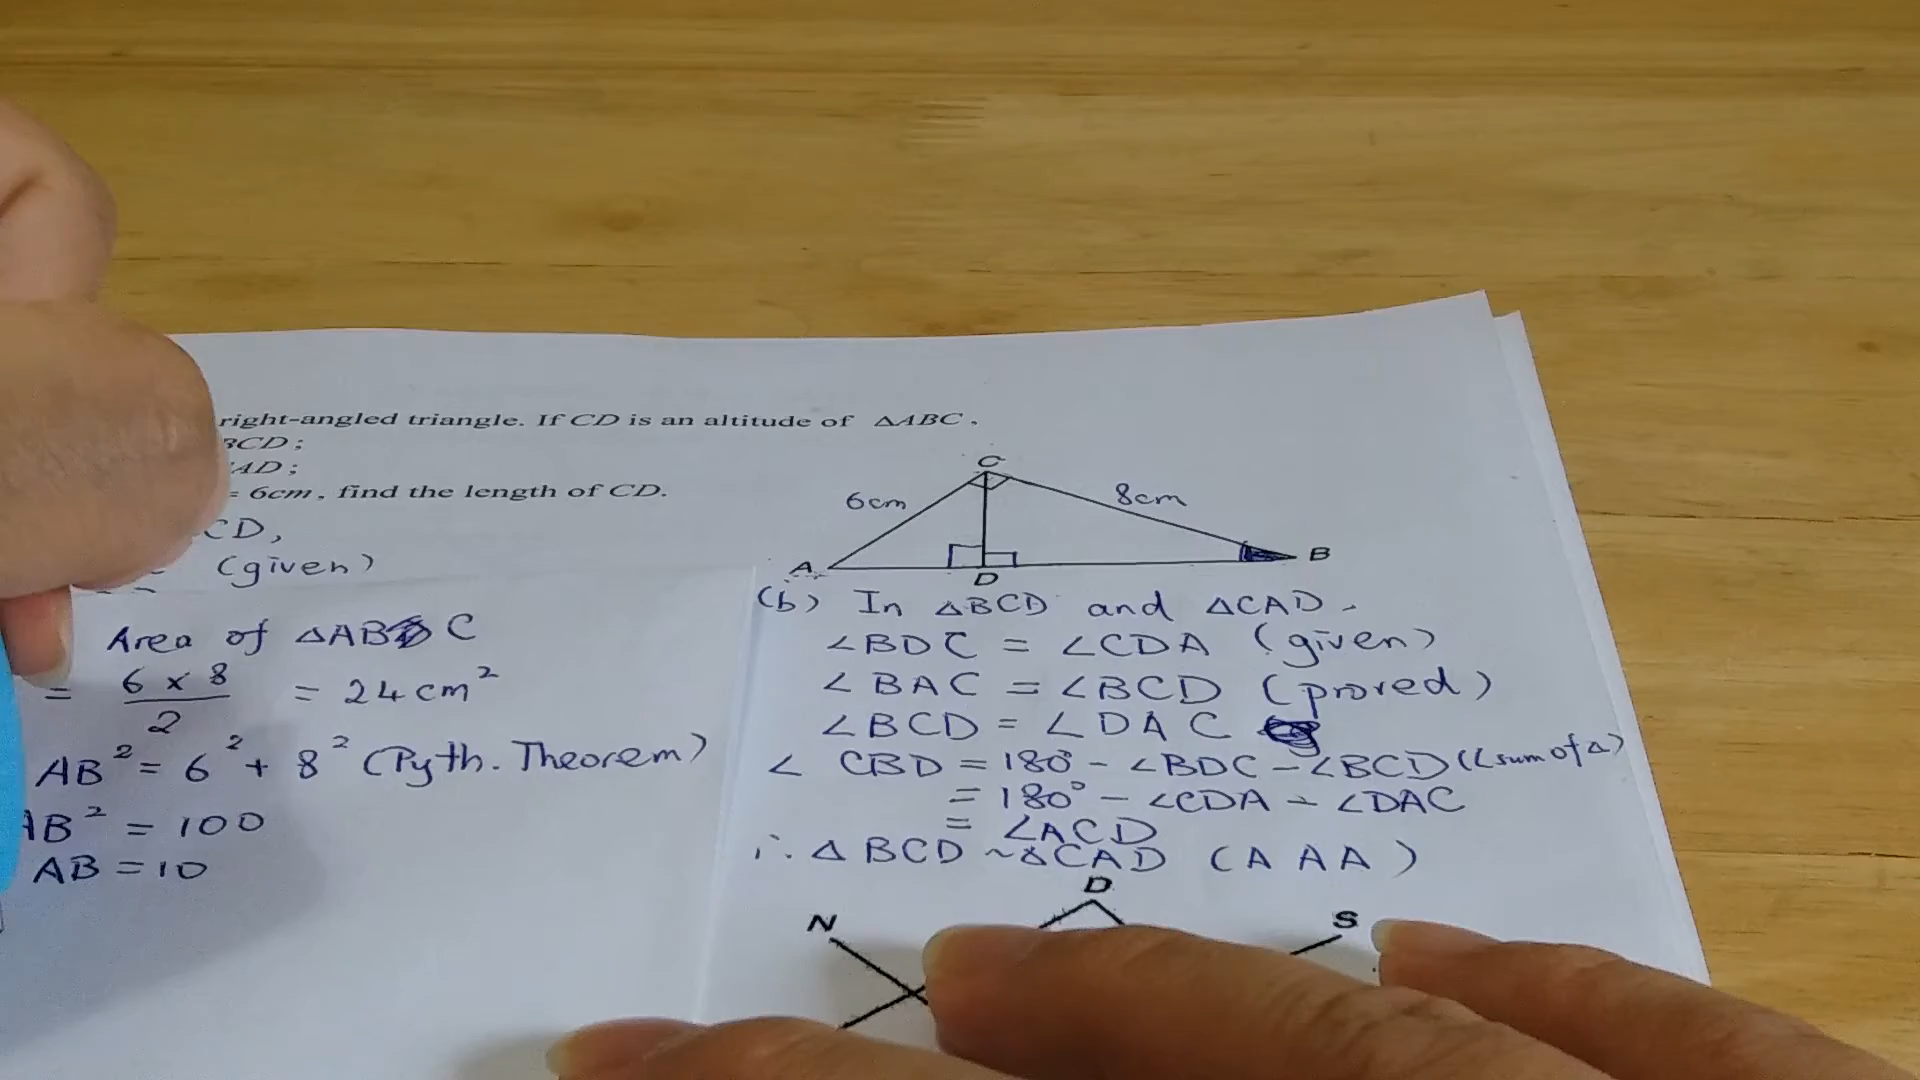 right-angled triangle. If CD is an altitude of ΔABC,
BCD;
CAD;
= 6cm, find the length of CD.
CD,
(given)
C
6cm
8cm
A
D
B
Area of ΔAB C
= 6 x 8 / 2 = 24 cm²
AB² = 6² + 8² (Pyth. Theorem)
AB² = 100
AB = 10
(b) In ΔBCD and ΔCAD.
∠BDC = ∠CDA (given)
∠BAC = ∠BCD (proved)
∠BCD = ∠DAC
∠ CBD = 180° - ∠BDC - ∠BCD (∠sum of Δ)
= 180° - ∠CDA - ∠DAC
= ∠ACD
∴ ΔBCD ~ ΔCAD (AAA)
D
N
S